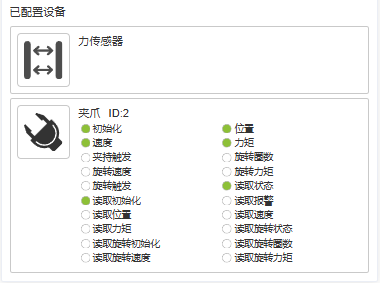 已配置设备
力传感器
夹爪 ID:2
初始化 位置
速度 力矩
夹持触发 旋转圈数
旋转速度 旋转力矩
旋转触发 读取状态
读取初始化 读取报警
读取位置 读取速度
读取力矩 读取旋转状态
读取旋转初始化 读取旋转圈数
读取旋转速度 读取旋转力矩